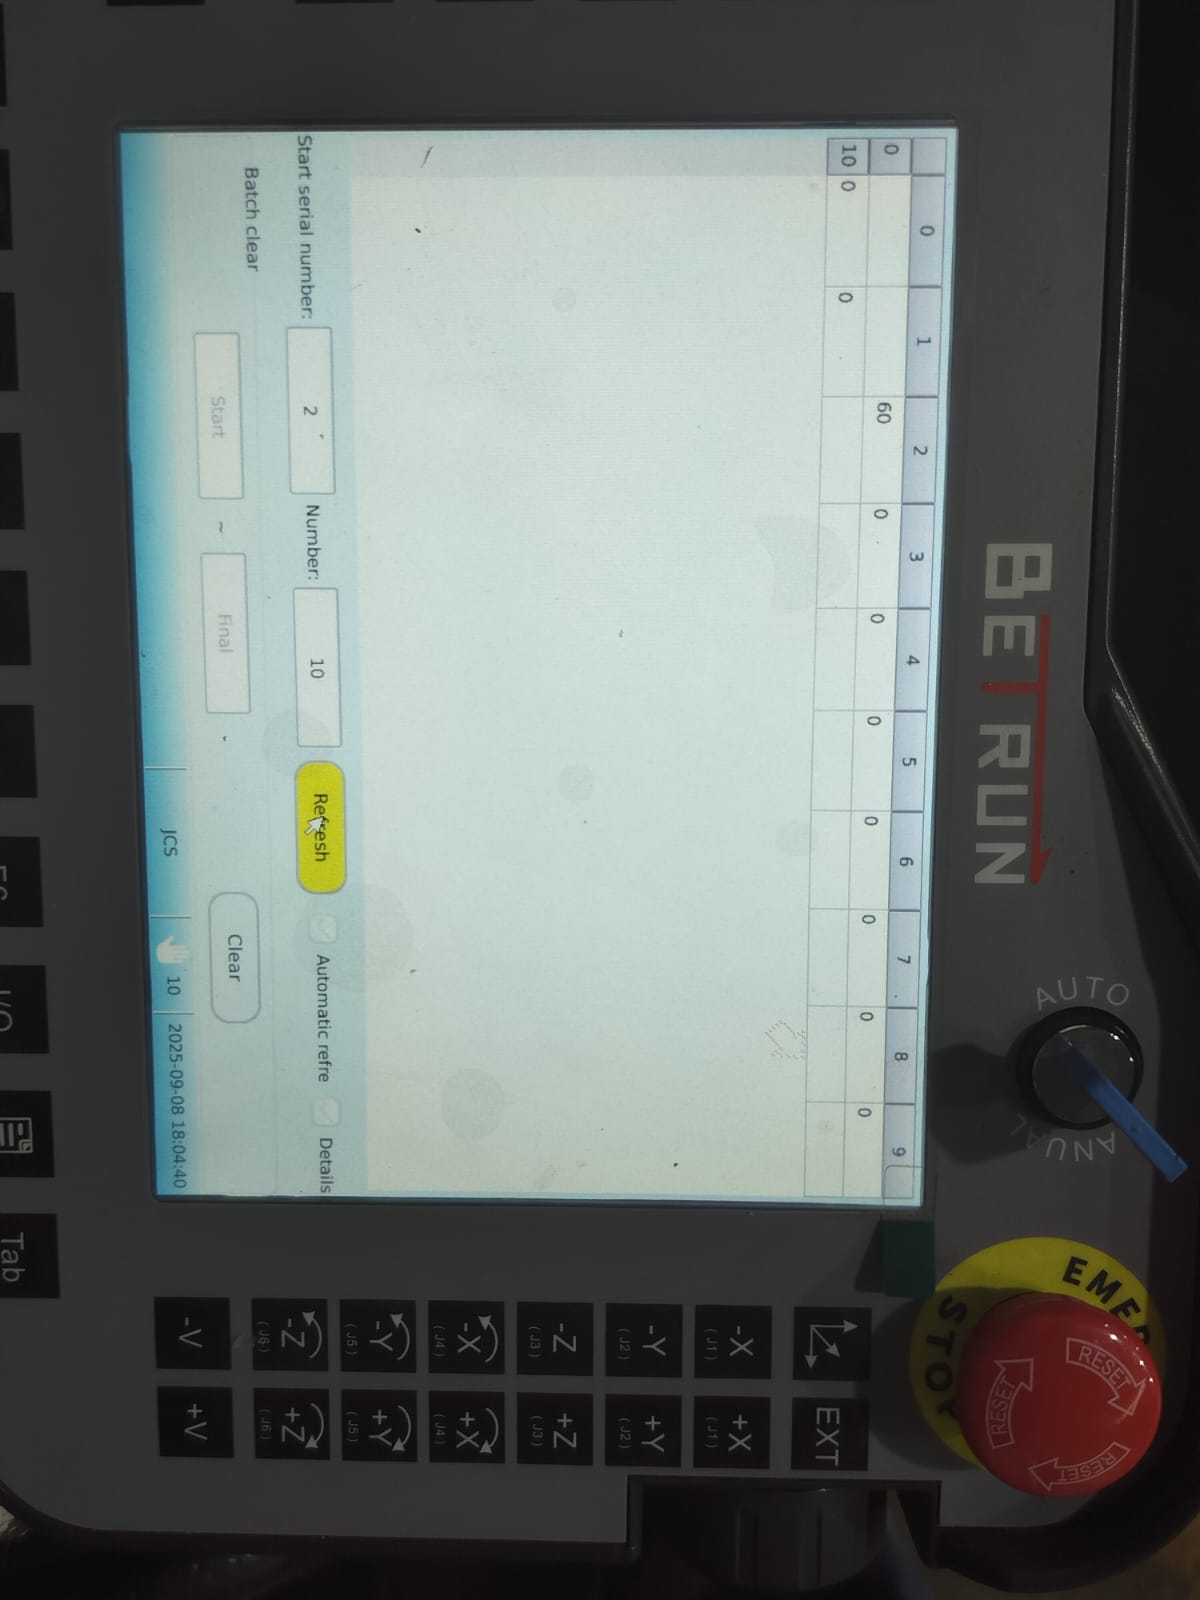 BETRUN
AUTO
EMER
STOP
RESET
RESET
RESET
0 1 2 3 4 5 6 7 8 9
0 60 0 0 0 0 0 0 0
10 0 0
Start serial number: 2 Number: 10 Refresh Automatic refre Details
Batch clear Start ~ Final Clear
JCS 10 2025-09-08 18:04:40
EXT
-X (J1) +X (J1)
-Y (J2) +Y (J2)
-Z (J3) +Z (J3)
-X (J4) +X (J4)
-Y (J5) +Y (J5)
-Z (J6) +Z (J6)
-V +V
I/O
Tab